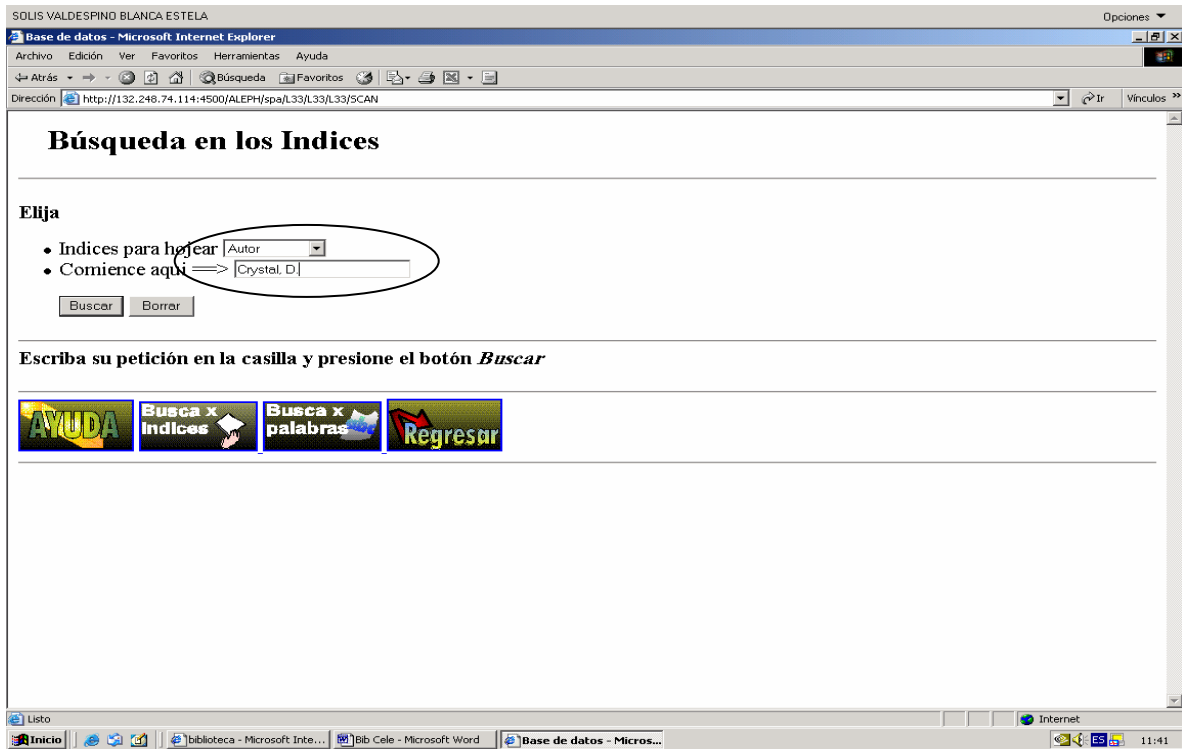 SOLIS VALDESPINO BLANCA ESTELA Opciones
Base de datos - Microsoft Internet Explorer
Archivo Edición Ver Favoritos Herramientas Ayuda
Atrás Búsqueda Favoritos
Dirección http://132.248.74.114:4500/ALEPH/spa/L33/L33/L33/SCAN Ir Vínculos »
Búsqueda en los Indices
Elija
• Indices para hojear Autor
• Comience aqui ==> Crystal, D.
Buscar Borrar
Escriba su petición en la casilla y presione el botón Buscar
AYUDA Busca x Indices Busca x palabras abc Regresar
Listo Internet
Inicio biblioteca - Microsoft Inte... Bib Cele - Microsoft Word Base de datos - Micros... ES 11:41